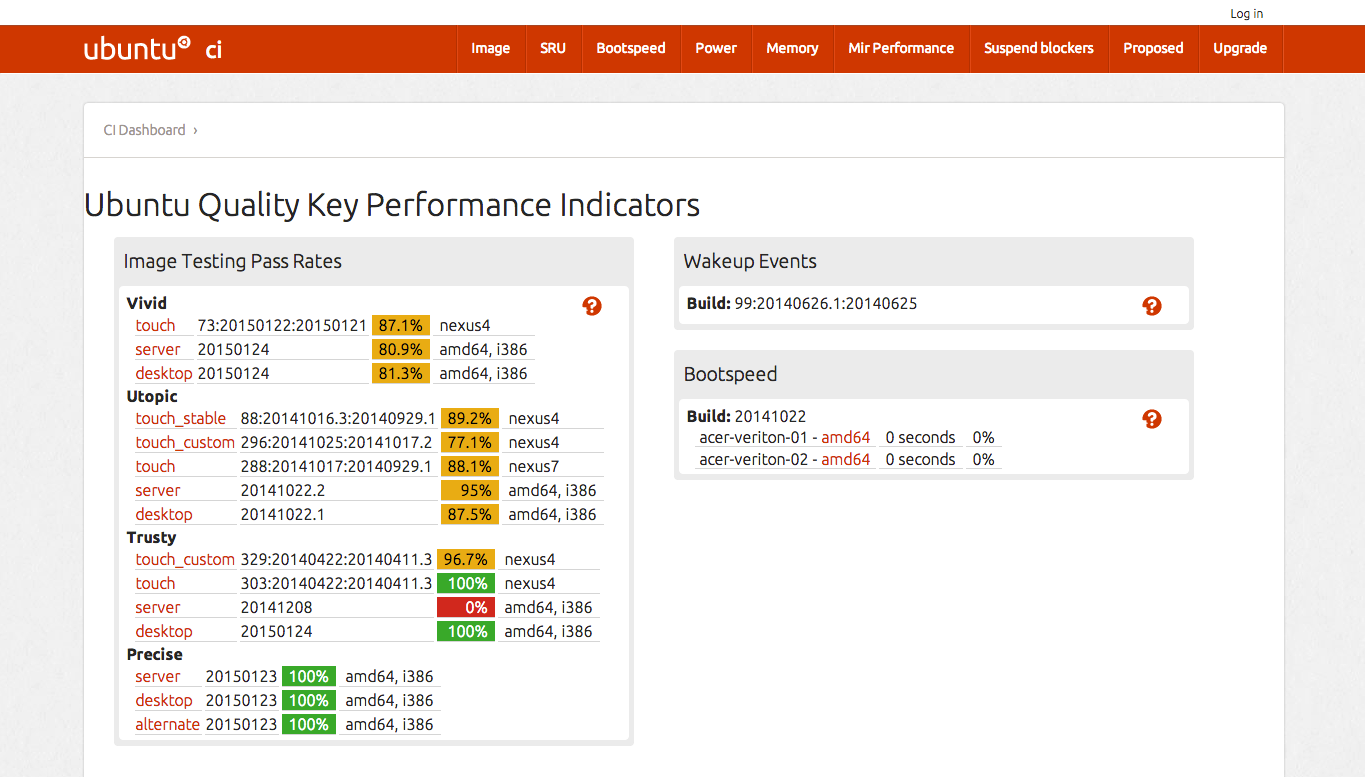 Log in
ubuntu ci
Image SRU Bootspeed Power Memory Mir Performance Suspend blockers Proposed Upgrade
CI Dashboard ›
Ubuntu Quality Key Performance Indicators
Image Testing Pass Rates
Vivid
touch 73:20150122:20150121 87.1% nexus4
server 20150124 80.9% amd64, i386
desktop 20150124 81.3% amd64, i386
Utopic
touch_stable 88:20141016.3:20140929.1 89.2% nexus4
touch_custom 296:20141025:20141017.2 77.1% nexus4
touch 288:20141017:20140929.1 88.1% nexus7
server 20141022.2 95% amd64, i386
desktop 20141022.1 87.5% amd64, i386
Trusty
touch_custom 329:20140422:20140411.3 96.7% nexus4
touch 303:20140422:20140411.3 100% nexus4
server 20141208 0% amd64, i386
desktop 20150124 100% amd64, i386
Precise
server 20150123 100% amd64, i386
desktop 20150123 100% amd64, i386
alternate 20150123 100% amd64, i386
Wakeup Events
Build: 99:20140626.1:20140625
Bootspeed
Build: 20141022
acer-veriton-01 - amd64 0 seconds 0%
acer-veriton-02 - amd64 0 seconds 0%